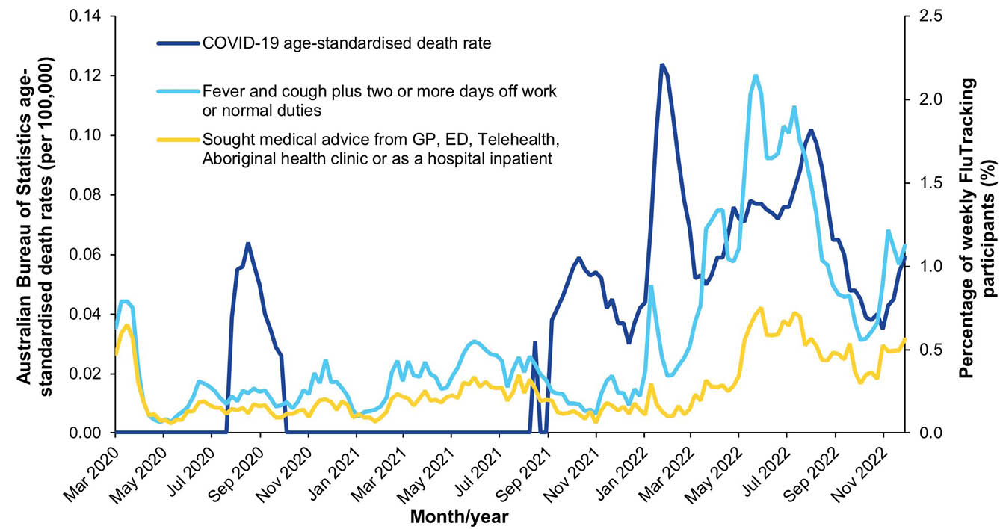 Australian Bureau of Statistics age-
standardised death rates (per 100,000)
0.14
0.12
0.10
0.08
0.06
0.04
0.02
0.00
COVID-19 age-standardised death rate
Fever and cough plus two or more days off work
or normal duties
Sought medical advice from GP, ED, Telehealth,
Aboriginal health clinic or as a hospital inpatient
2.5
2.0
1.5
1.0
0.5
0.0
Percentage of weekly FluTracking
participants (%)
Mar 2020
May 2020
Jul 2020
Sep 2020
Nov 2020
Jan 2021
Mar 2021
May 2021
Jul 2021
Sep 2021
Nov 2021
Jan 2022
Mar 2022
May 2022
Jul 2022
Sep 2022
Nov 2022
Month/year